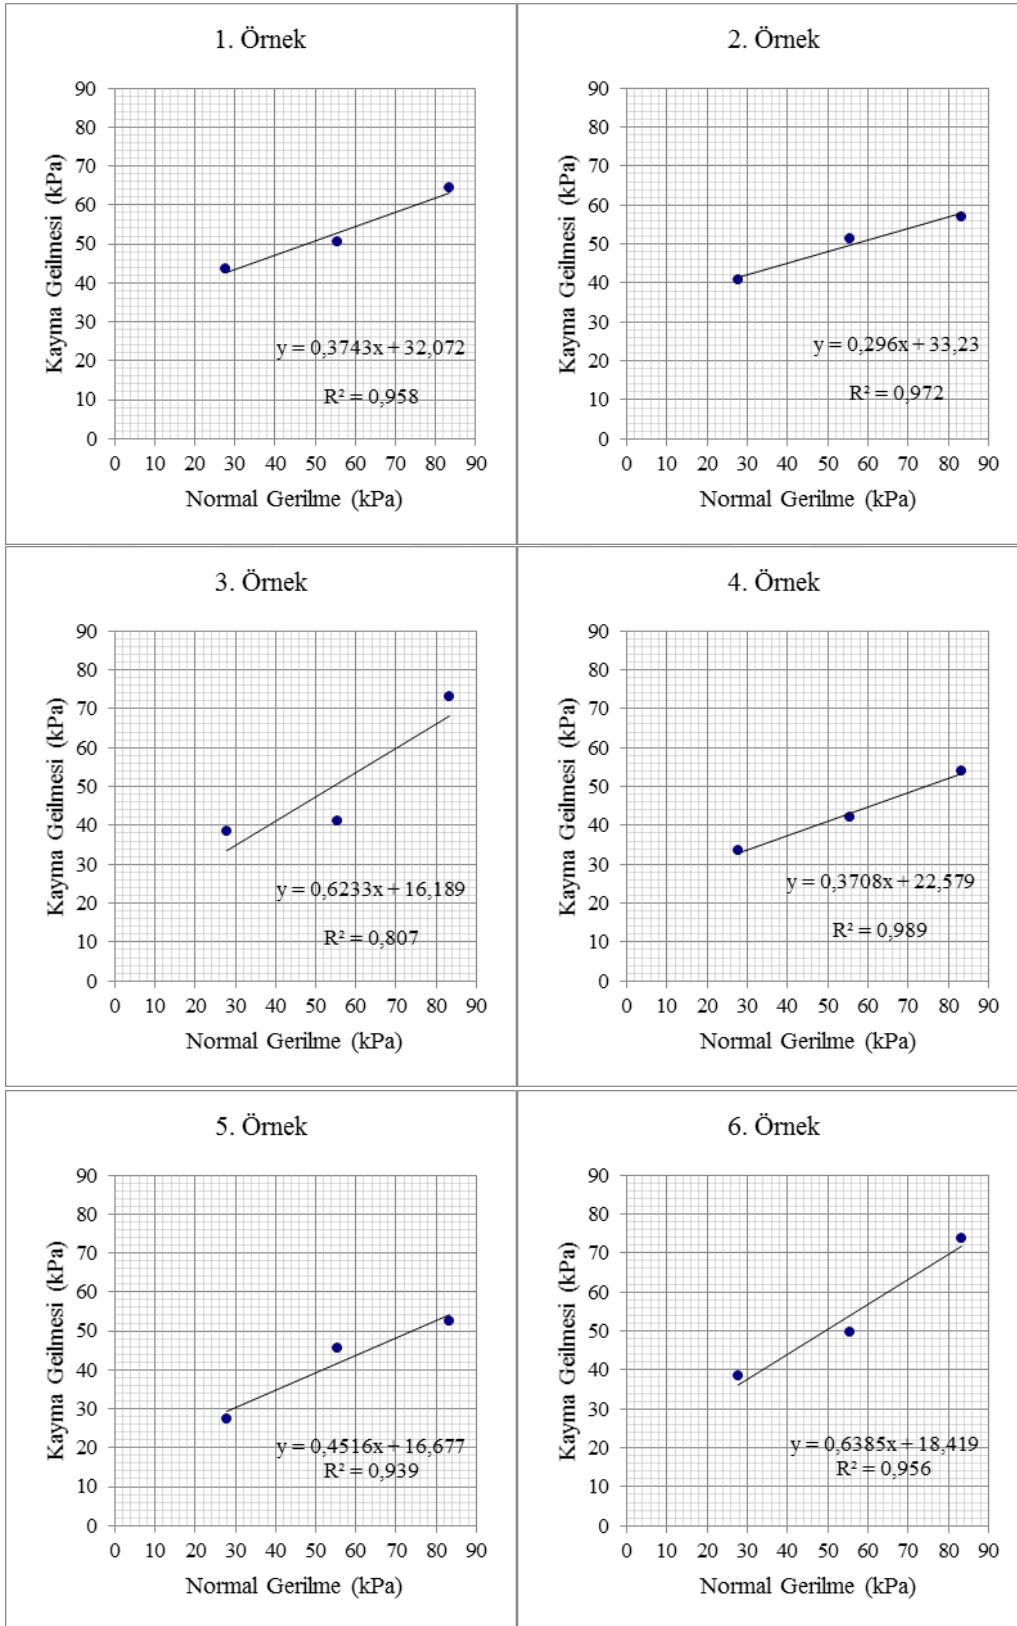 1. Örnek
Kayma Geilmesi (kPa)
90
80
70
60
50
40
30
20
10
0
y = 0,3743x + 32,072
R² = 0,958
0 10 20 30 40 50 60 70 80 90
Normal Gerilme (kPa)
2. Örnek
Kayma Geilmesi (kPa)
90
80
70
60
50
40
30
20
10
0
y = 0,296x + 33,23
R² = 0,972
0 10 20 30 40 50 60 70 80 90
Normal Gerilme (kPa)
3. Örnek
Kayma Geilmesi (kPa)
90
80
70
60
50
40
30
20
10
0
y = 0,6233x + 16,189
R² = 0,807
0 10 20 30 40 50 60 70 80 90
Normal Gerilme (kPa)
4. Örnek
Kayma Geilmesi (kPa)
90
80
70
60
50
40
30
20
10
0
y = 0,3708x + 22,579
R² = 0,989
0 10 20 30 40 50 60 70 80 90
Normal Gerilme (kPa)
5. Örnek
Kayma Geilmesi (kPa)
90
80
70
60
50
40
30
20
10
0
y = 0,4516x + 16,677
R² = 0,939
0 10 20 30 40 50 60 70 80 90
Normal Gerilme (kPa)
6. Örnek
Kayma Geilmesi (kPa)
90
80
70
60
50
40
30
20
10
0
y = 0,6385x + 18,419
R² = 0,956
0 10 20 30 40 50 60 70 80 90
Normal Gerilme (kPa)